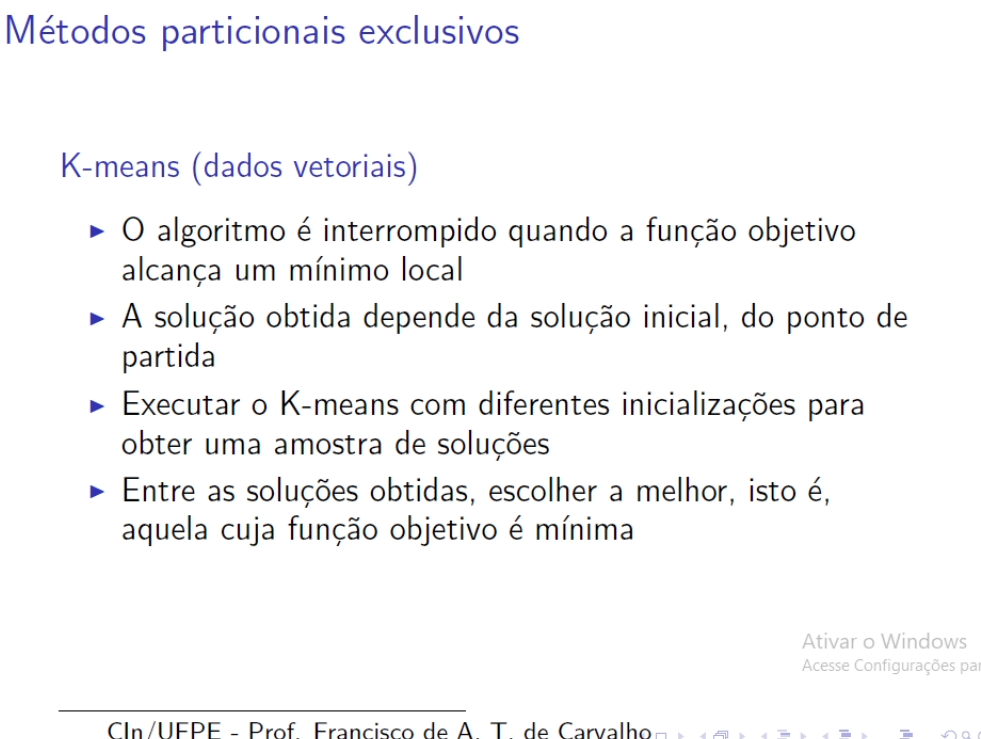 Métodos particionais exclusivos
K-means (dados vetoriais)
O algoritmo é interrompido quando a função objetivo
alcança um mínimo local
A solução obtida depende da solução inicial, do ponto de
partida
Executar o K-means com diferentes inicializações para
obter uma amostra de soluções
Entre as soluções obtidas, escolher a melhor, isto é,
aquela cuja função objetivo é mínima
Ativar o Windows
Acesse Configurações par
CIn/UFPE - Prof. Francisco de A. T. de Carvalho